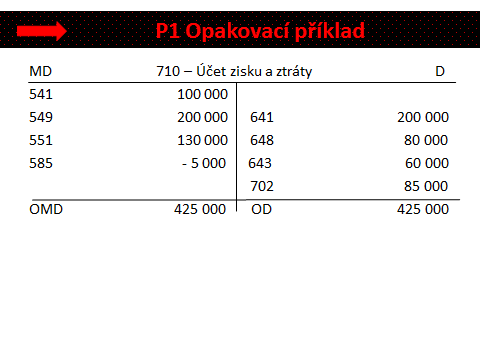 P1 Opakovací příklad
MD 710 – Účet zisku a ztráty D
541 100 000
549 200 000 641 200 000
551 130 000 648 80 000
585 - 5 000 643 60 000
702 85 000
OMD 425 000 OD 425 000